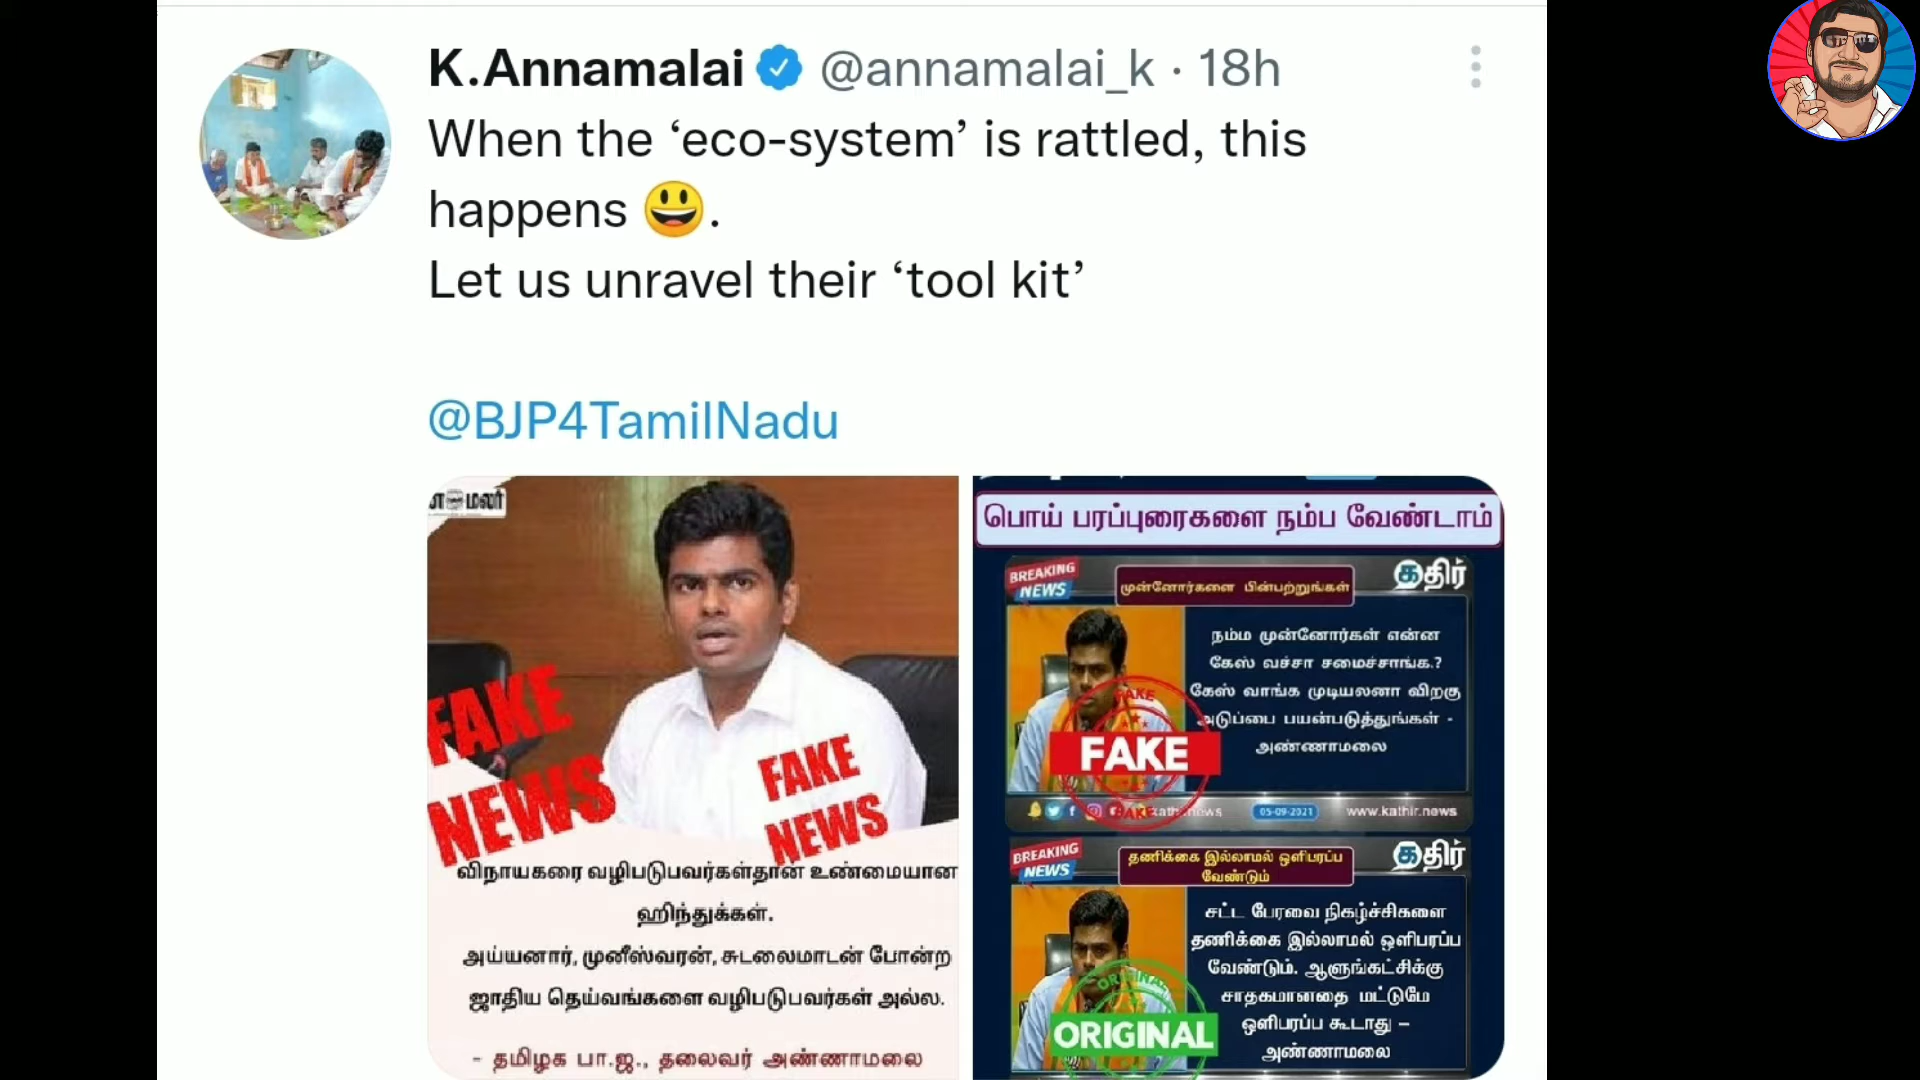 K.Annamalai @annamalai_k · 18h
When the ‘eco-system’ is rattled, this
happens 😃.
Let us unravel their ‘tool kit’
@BJP4TamilNadu
மலர்
FAKE
NEWS
FAKE
NEWS
விநாயகரை வழிபடுபவர்கள்தான் உண்மையான
ஹிந்துக்கள்.
அய்யனார், முனீஸ்வரன், சுடலைமாடன் போன்ற
ஜாதிய தெய்வங்களை வழிபடுபவர்கள் அல்ல.
- தமிழக பா.ஜ., தலைவர் அண்ணாமலை
பொய் பரப்புரைகளை நம்ப வேண்டாம்
BREAKING
NEWS
முன்னோர்களை பின்பற்றுங்கள்
கதிர்
நம்ம முன்னோர்கள் என்ன
கேஸ் வச்சா சமைச்சாங்க.?
கேஸ் வாங்க முடியலனா விறகு
அடுப்பை பயன்படுத்துங்கள் -
அண்ணாமலை
FAKE
FAKE
FAKE
05-09-2021
www.kathir.news
BREAKING
NEWS
தணிக்கை இல்லாமல் ஒளிபரப்ப
வேண்டும்
கதிர்
சட்ட பேரவை நிகழ்ச்சிகளை
தணிக்கை இல்லாமல் ஒளிபரப்ப
வேண்டும். ஆளுங்கட்சிக்கு
சாதகமானதை மட்டுமே
ஒளிபரப்ப கூடாது –
அண்ணாமலை
ORIGINAL
ORIGINAL